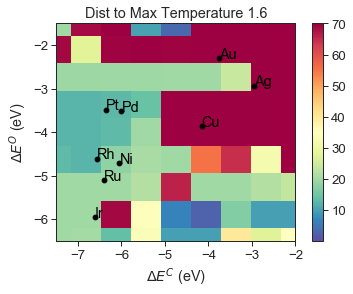 Dist to Max Temperature 1.6
−2
−3
−4
−5
−6
ΔE^O (eV)
Au
Ag
Pt
Pd
Cu
Rh
Ni
Ru
Ir
−7
−6
−5
−4
−3
−2
ΔE^C (eV)
70
60
50
40
30
20
10